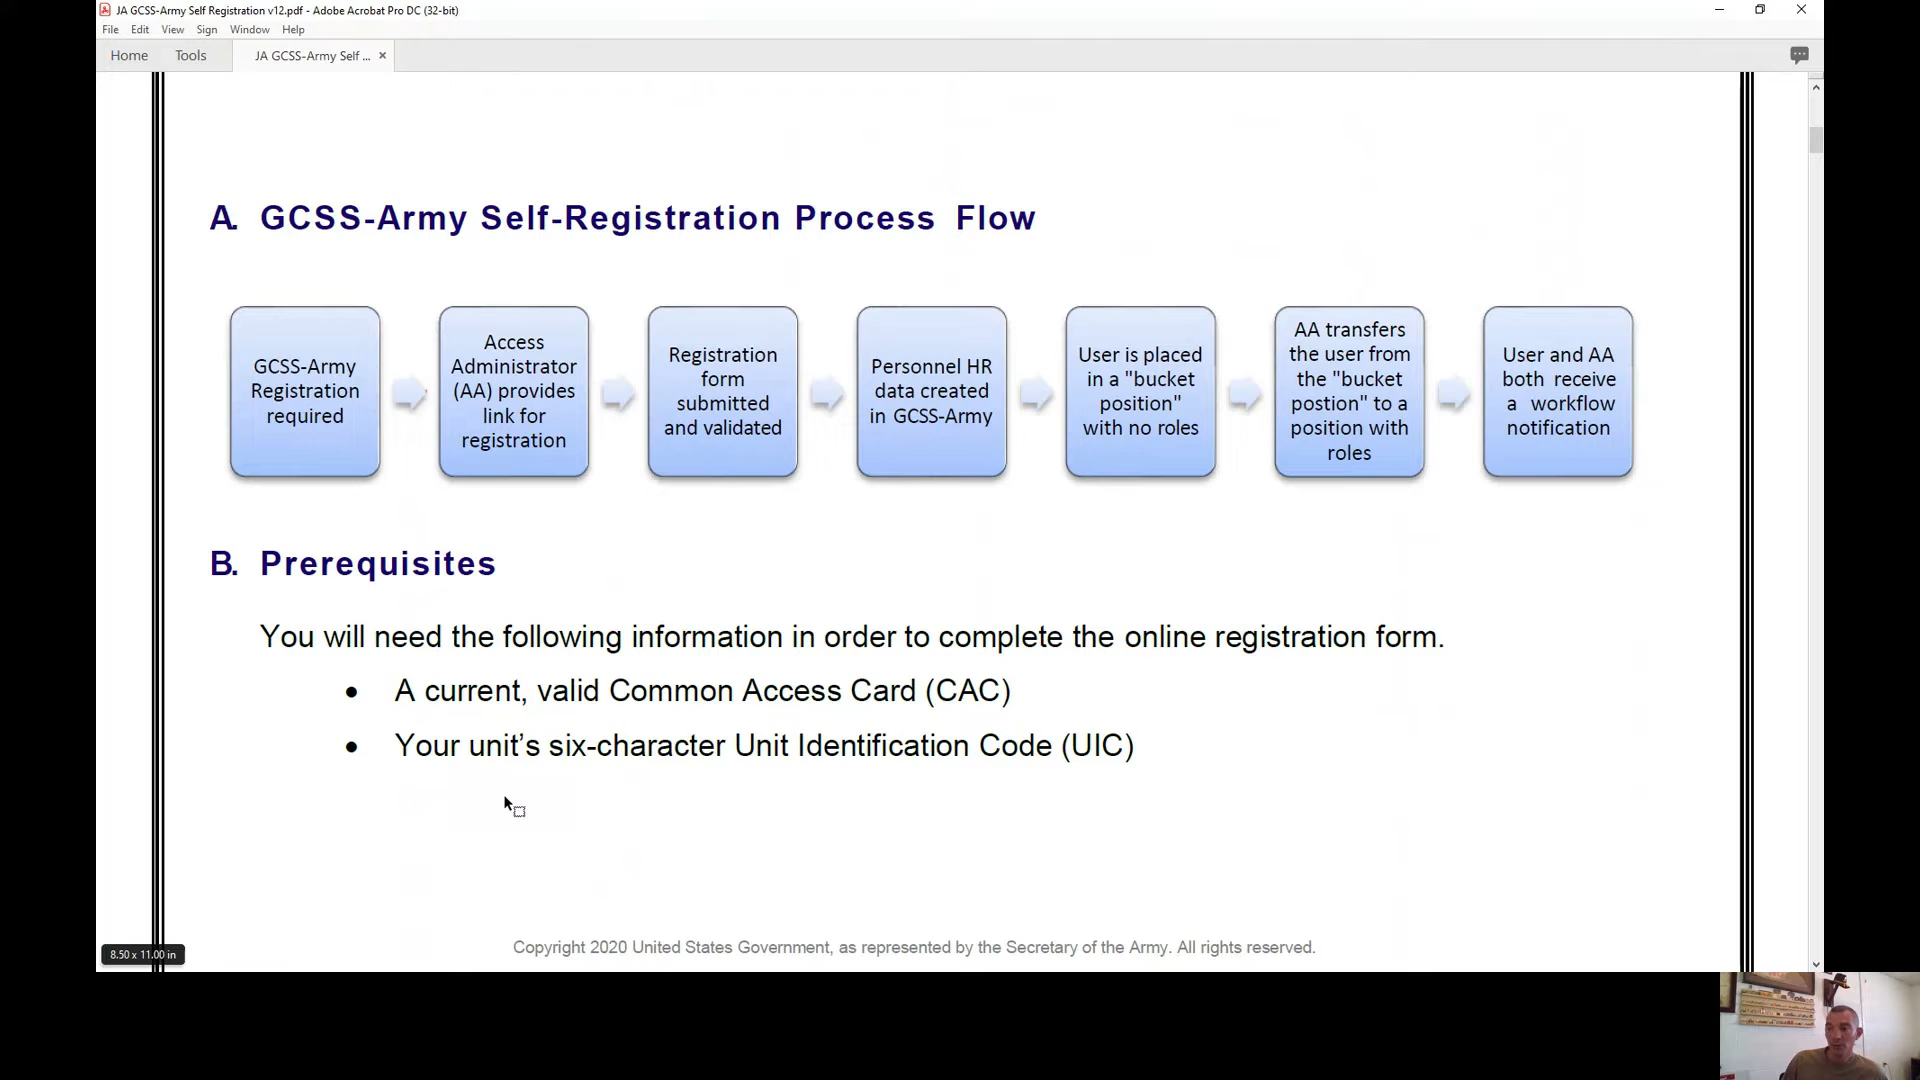 JA GCSS-Army Self Registration v12.pdf - Adobe Acrobat Pro DC (32-bit)
File Edit View Sign Window Help
Home Tools JA GCSS-Army Self ... ×
A. GCSS-Army Self-Registration Process Flow
GCSS-Army
Registration
required
Access
Administrator
(AA) provides
link for
registration
Registration
form
submitted
and validated
Personnel HR
data created
in GCSS-Army
User is placed
in a "bucket
position"
with no roles
AA transfers
the user from
the "bucket
postion" to a
position with
roles
User and AA
both receive
a workflow
notification
B. Prerequisites
You will need the following information in order to complete the online registration form.
• A current, valid Common Access Card (CAC)
• Your unit’s six-character Unit Identification Code (UIC)
Copyright 2020 United States Government, as represented by the Secretary of the Army. All rights reserved.
8.50 x 11.00 in